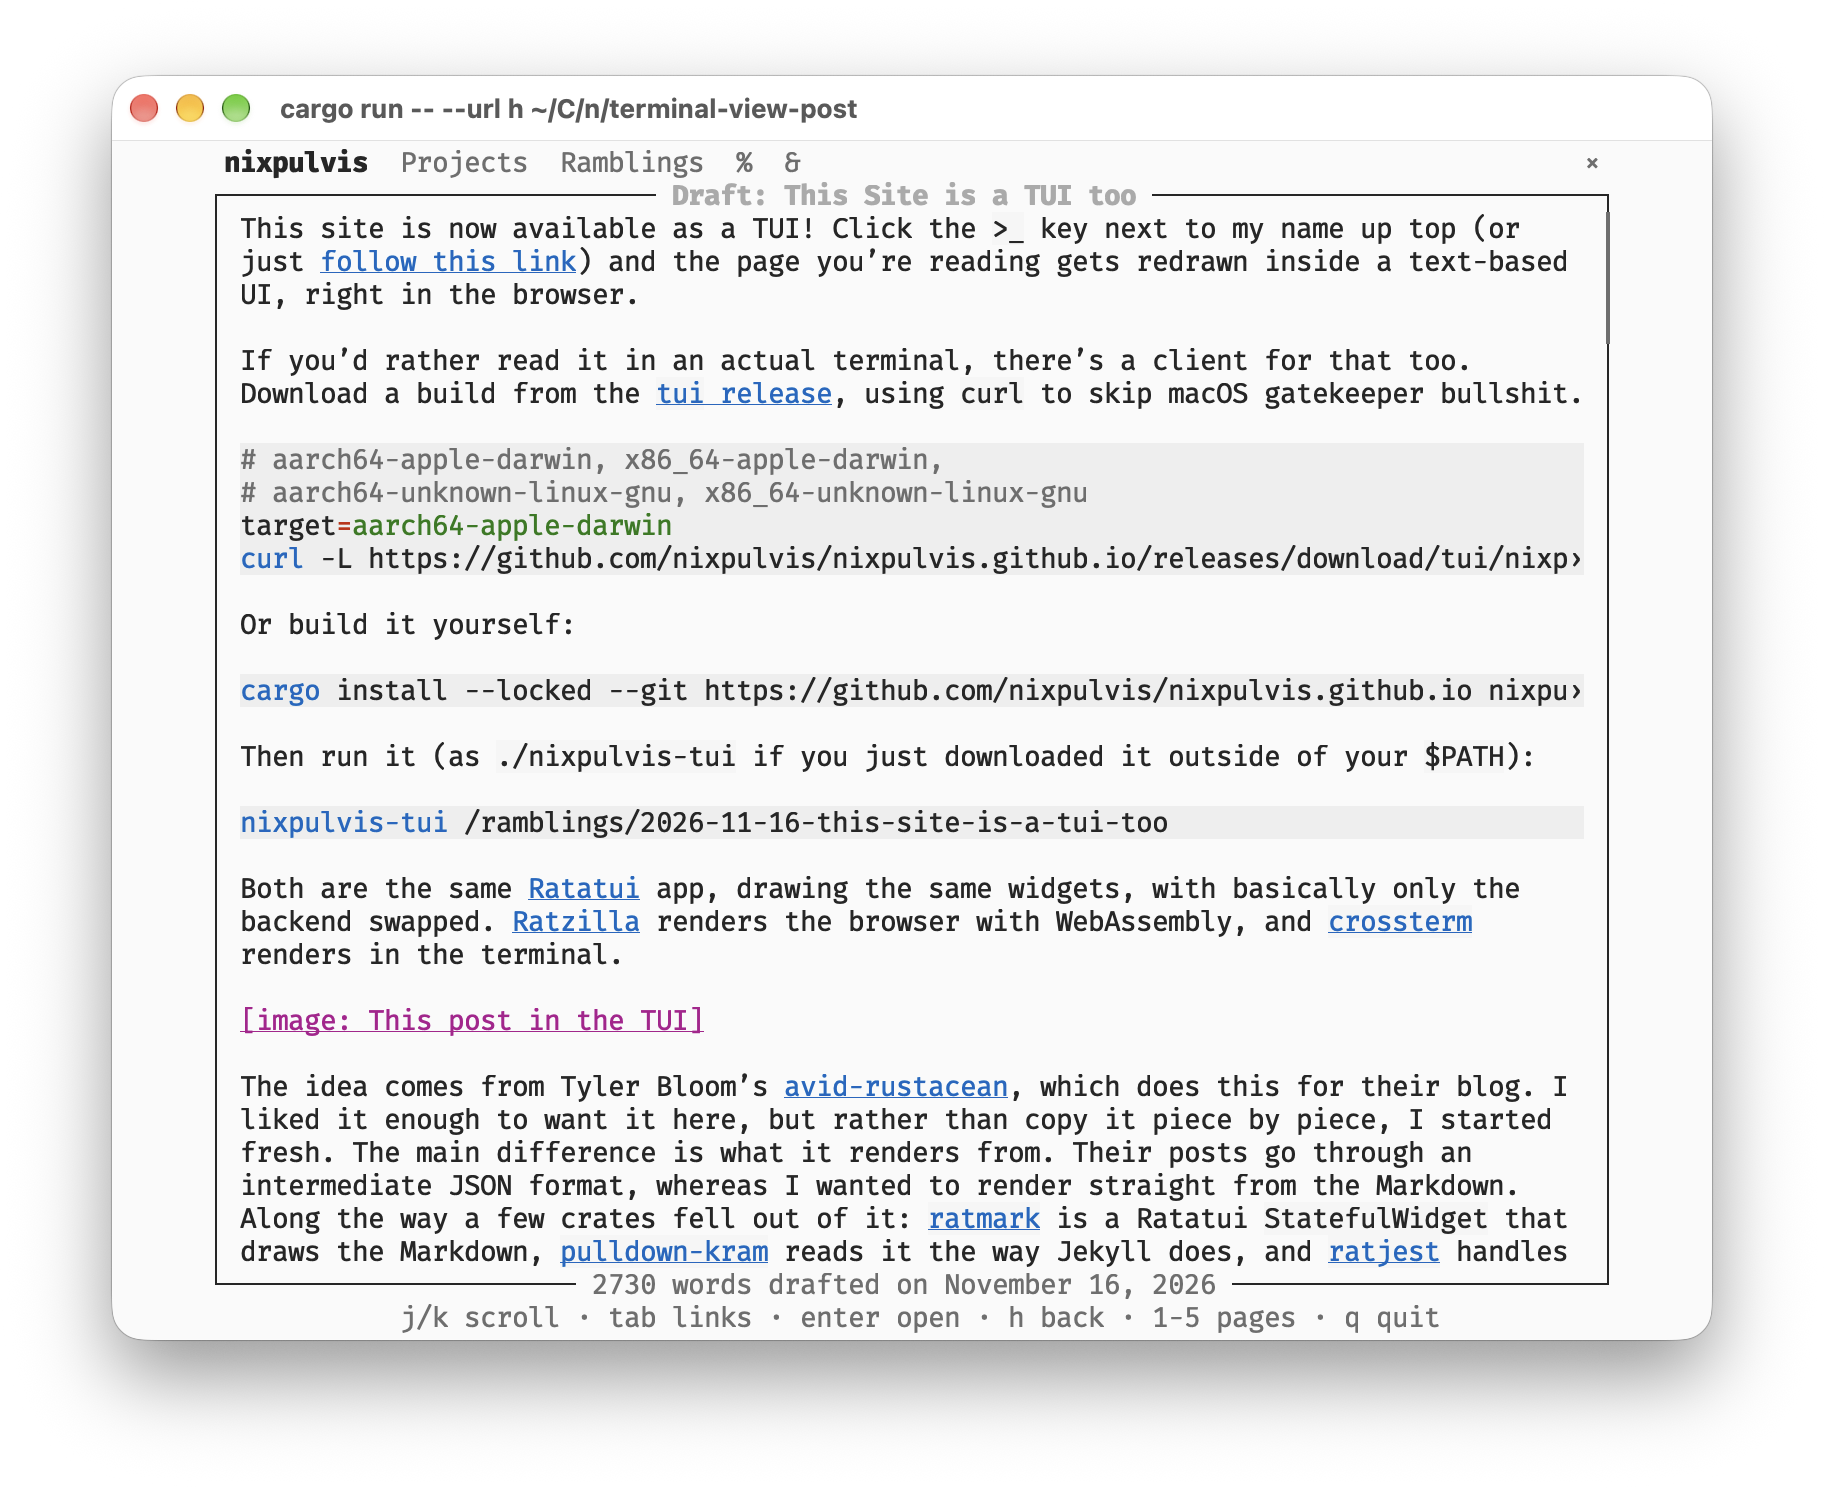 cargo run -- --url h ~/C/n/terminal-view-post
nixpulvis Projects Ramblings % & ×
Draft: This Site is a TUI too
This site is now available as a TUI! Click the >_ key next to my name up top (or
just follow this link) and the page you’re reading gets redrawn inside a text-based
UI, right in the browser.
If you’d rather read it in an actual terminal, there’s a client for that too.
Download a build from the tui release, using curl to skip macOS gatekeeper bullshit.
# aarch64-apple-darwin, x86_64-apple-darwin,
# aarch64-unknown-linux-gnu, x86_64-unknown-linux-gnu
target=aarch64-apple-darwin
curl -L https://github.com/nixpulvis/nixpulvis.github.io/releases/download/tui/nixp›
Or build it yourself:
cargo install --locked --git https://github.com/nixpulvis/nixpulvis.github.io nixpu›
Then run it (as ./nixpulvis-tui if you just downloaded it outside of your $PATH):
nixpulvis-tui /ramblings/2026-11-16-this-site-is-a-tui-too
Both are the same Ratatui app, drawing the same widgets, with basically only the
backend swapped. Ratzilla renders the browser with WebAssembly, and crossterm
renders in the terminal.
[image: This post in the TUI]
The idea comes from Tyler Bloom’s avid-rustacean, which does this for their blog. I
liked it enough to want it here, but rather than copy it piece by piece, I started
fresh. The main difference is what it renders from. Their posts go through an
intermediate JSON format, whereas I wanted to render straight from the Markdown.
Along the way a few crates fell out of it: ratmark is a Ratatui StatefulWidget that
draws the Markdown, pulldown-kram reads it the way Jekyll does, and ratjest handles
2730 words drafted on November 16, 2026
j/k scroll · tab links · enter open · h back · 1-5 pages · q quit